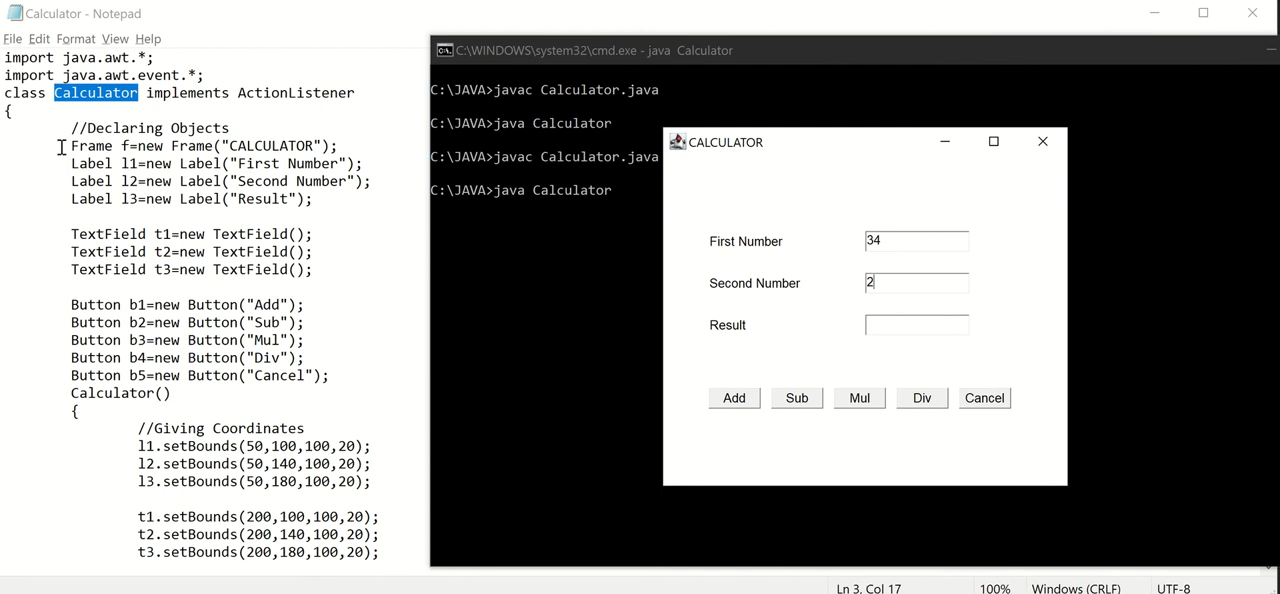 Calculator - Notepad
File Edit Format View Help
import java.awt.*;
import java.awt.event.*;
class Calculator implements ActionListener
{
//Declaring Objects
Frame f=new Frame("CALCULATOR");
Label l1=new Label("First Number");
Label l2=new Label("Second Number");
Label l3=new Label("Result");
TextField t1=new TextField();
TextField t2=new TextField();
TextField t3=new TextField();
Button b1=new Button("Add");
Button b2=new Button("Sub");
Button b3=new Button("Mul");
Button b4=new Button("Div");
Button b5=new Button("Cancel");
Calculator()
{
//Giving Coordinates
l1.setBounds(50,100,100,20);
l2.setBounds(50,140,100,20);
l3.setBounds(50,180,100,20);
t1.setBounds(200,100,100,20);
t2.setBounds(200,140,100,20);
t3.setBounds(200,180,100,20);
C:\WINDOWS\system32\cmd.exe - java Calculator
C:\JAVA>javac Calculator.java
C:\JAVA>java Calculator
C:\JAVA>javac Calculator.java
C:\JAVA>java Calculator
CALCULATOR
First Number 34
Second Number 2
Result
Add Sub Mul Div Cancel
Ln 3, Col 17 100% Windows (CRLF) UTF-8